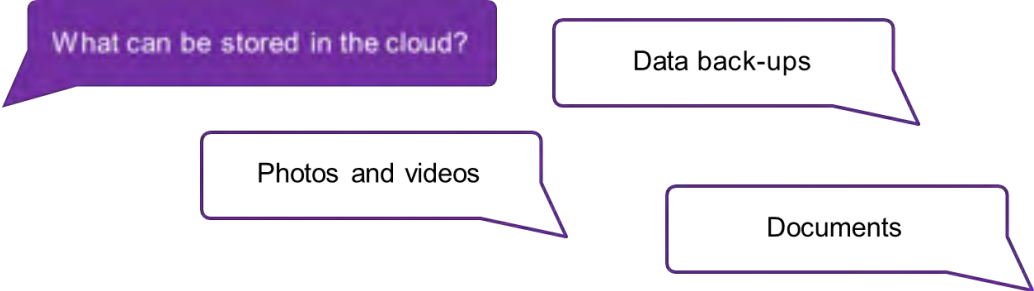 What can be stored in the cloud?
Data back-ups
Photos and videos
Documents